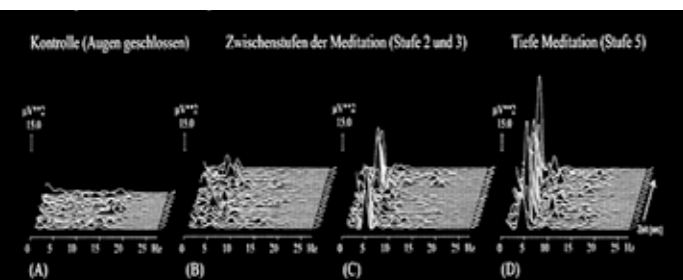 Kontrolle (Augen geschlossen)
Zwischenstufen der Meditation (Stufe 2 und 3)
Tiefe Meditation (Stufe 5)
µV**2
15.0
µV**2
15.0
µV**2
15.0
µV**2
15.0
0 5 10 15 20 25 Hz
0 5 10 15 20 25 Hz
0 5 10 15 20 25 Hz
0 5 10 15 20 25 Hz
(A)
(B)
(C)
(D)